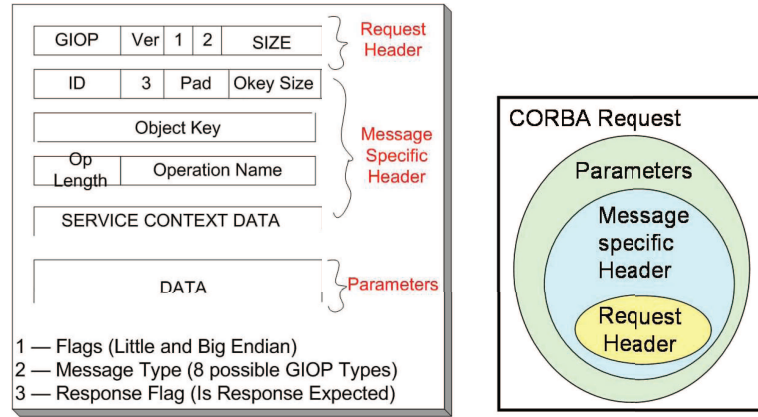 GIOP Ver 1 2 SIZE
Request
Header
ID 3 Pad Okey Size
Object Key
Message
Specific
Header
Op
Length
Operation Name
SERVICE CONTEXT DATA
DATA
Parameters
1 — Flags (Little and Big Endian)
2 — Message Type (8 possible GIOP Types)
3 — Response Flag (Is Response Expected)
CORBA Request
Parameters
Message
specific
Header
Request
Header